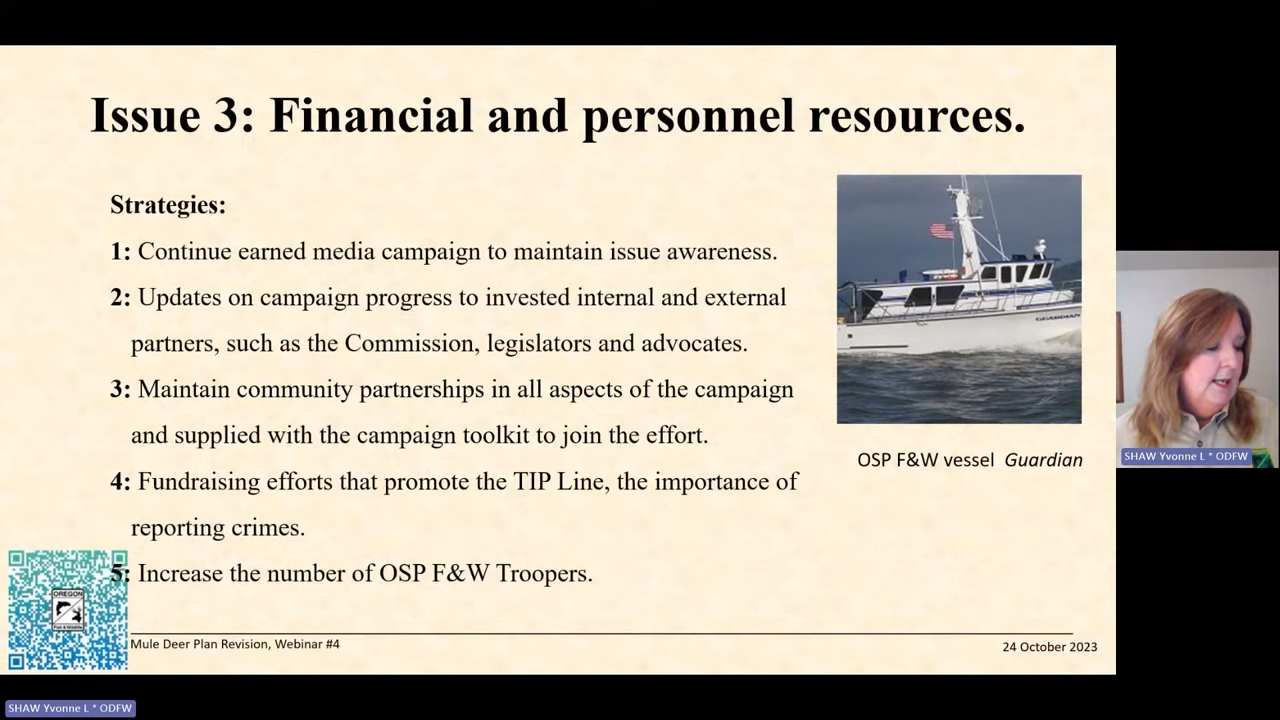 Issue 3: Financial and personnel resources.
Strategies:
1: Continue earned media campaign to maintain issue awareness.
2: Updates on campaign progress to invested internal and external
partners, such as the Commission, legislators and advocates.
3: Maintain community partnerships in all aspects of the campaign
and supplied with the campaign toolkit to join the effort.
4: Fundraising efforts that promote the TIP Line, the importance of
reporting crimes.
5: Increase the number of OSP F&W Troopers.
GUARDIAN
OSP F&W vessel Guardian
SHAW Yvonne L * ODFW
OREGON
Fish & Wildlife
Mule Deer Plan Revision, Webinar #4
24 October 2023
SHAW Yvonne L * ODFW